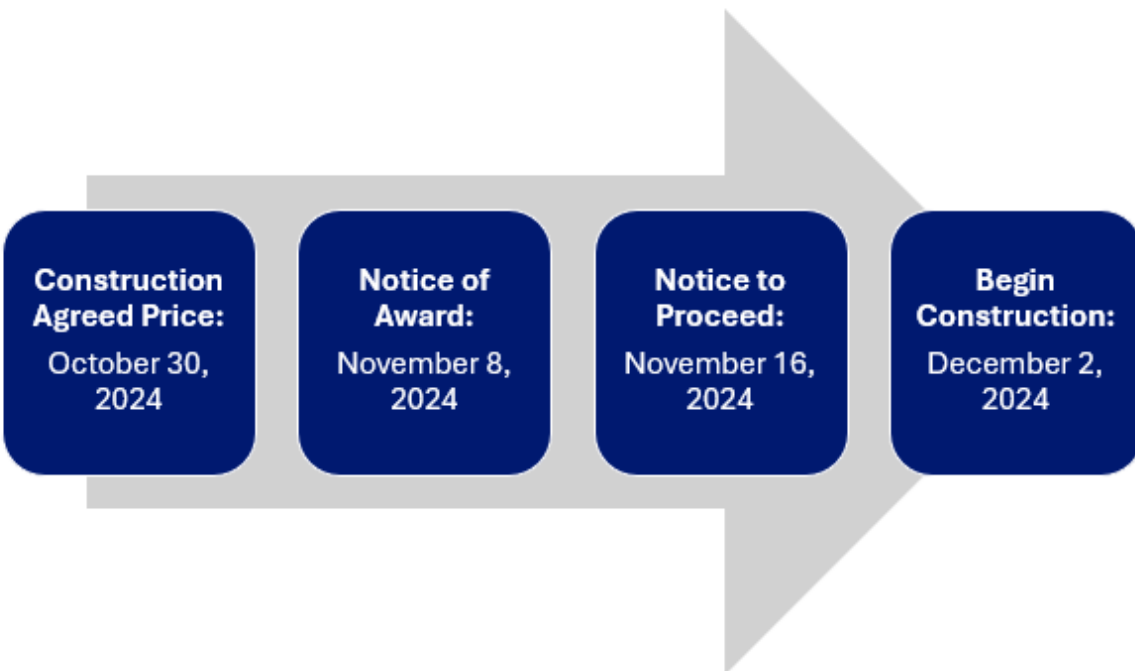 Construction
Agreed Price:
October 30,
2024
Notice of
Award:
November 8,
2024
Notice to
Proceed:
November 16,
2024
Begin
Construction:
December 2,
2024